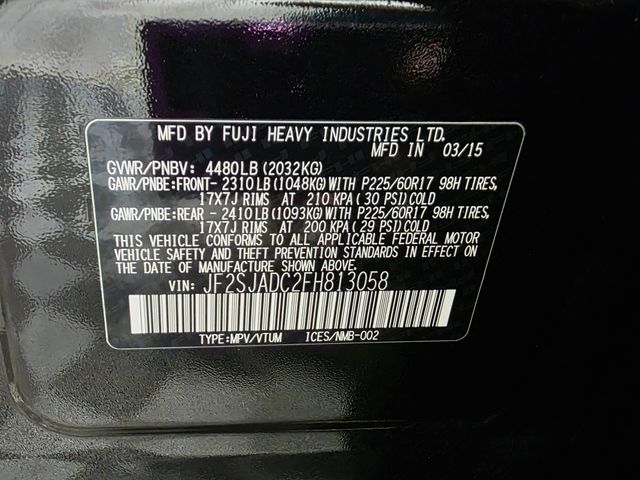 MFD BY FUJI HEAVY INDUSTRIES LTD.
MFD IN 03/15
GVWR/PNBV: 4480LB (2032KG)
GAWR/PNBE:FRONT- 2310LB (1048KG) WITH P225/60R17 98H TIRES,
17X7J RIMS AT 210 KPA ( 30 PSI) COLD
GAWR/PNBE:REAR - 2410LB (1093KG) WITH P225/60R17 98H TIRES,
17X7J RIMS AT 200 KPA ( 29 PSI) COLD
THIS VEHICLE CONFORMS TO ALL APPLICABLE FEDERAL MOTOR
VEHICLE SAFETY AND THEFT PREVENTION STANDARDS IN EFFECT ON
THE DATE OF MANUFACTURE SHOWN ABOVE.
VIN: JF2SJADC2FH813058
TYPE:MPV/VTUM ICES/NMB-002